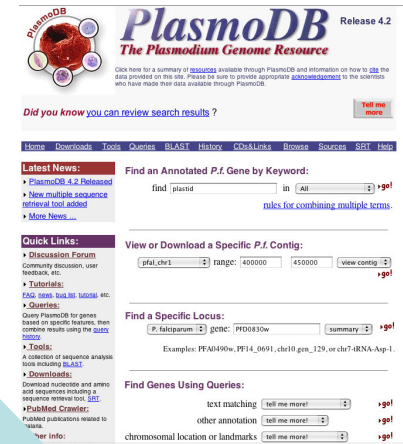 PlasmoDB
PlasmoDB Release 4.2
The Plasmodium Genome Resource
Click here for a summary of resources available through PlasmoDB and information on how to cite the
data provided on this site. Please be sure to provide appropriate acknowledgement to the scientists
who have made their data available through PlasmoDB.
Did you know you can review search results ?
Tell me
more
Home Downloads Tools Queries BLAST History CDs&Links Browse Sources SRT Help
Latest News:
PlasmoDB 4.2 Released
New multiple sequence
retrieval tool added
More News ...
Quick Links:
Discussion Forum
Community discussion, user
feedback, etc.
Tutorials:
FAQ, news, bug list, tutorial, etc.
Queries:
Query PlasmoDB for genes
based on specific features, then
combine results using the query
history.
Tools:
A collection of sequence analysis
tools including BLAST.
Downloads:
Download nucleotide and amino
acid sequences including a
sequence retrieval tool, SRT.
PubMed Crawler:
PubMed publications related to
malaria.
her info:
Find an Annotated P.f. Gene by Keyword:
find plastid in All go!
rules for combining multiple terms.
View or Download a Specific P.f. Contig:
pfal_chr1 range: 400000 450000 view contig
go!
Find a Specific Locus:
P. falciparum gene: PFD0830w summary go!
Examples: PFA0490w, PF14_0691, chr10.gen_129, or chr7-tRNA-Asp-1.
Find Genes Using Queries:
text matching tell me more! go!
other annotation tell me more! go!
chromosomal location or landmarks tell me more! go!